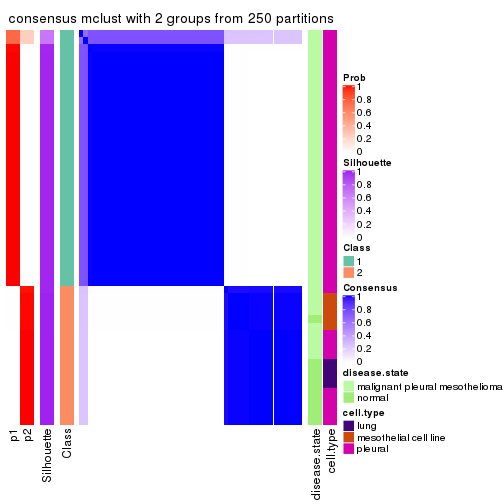 consensus mclust with 2 groups from 250 partitions
Prob
1
0.8
0.6
0.4
0.2
0
Silhouette
1
0.8
0.6
0.4
0.2
0
Class
1
2
Consensus
1
0.8
0.6
0.4
0.2
0
disease.state
malignant pleural mesothelioma
normal
cell.type
lung
mesothelial cell line
pleural
p1
p2
Silhouette
Class
disease.state
cell.type